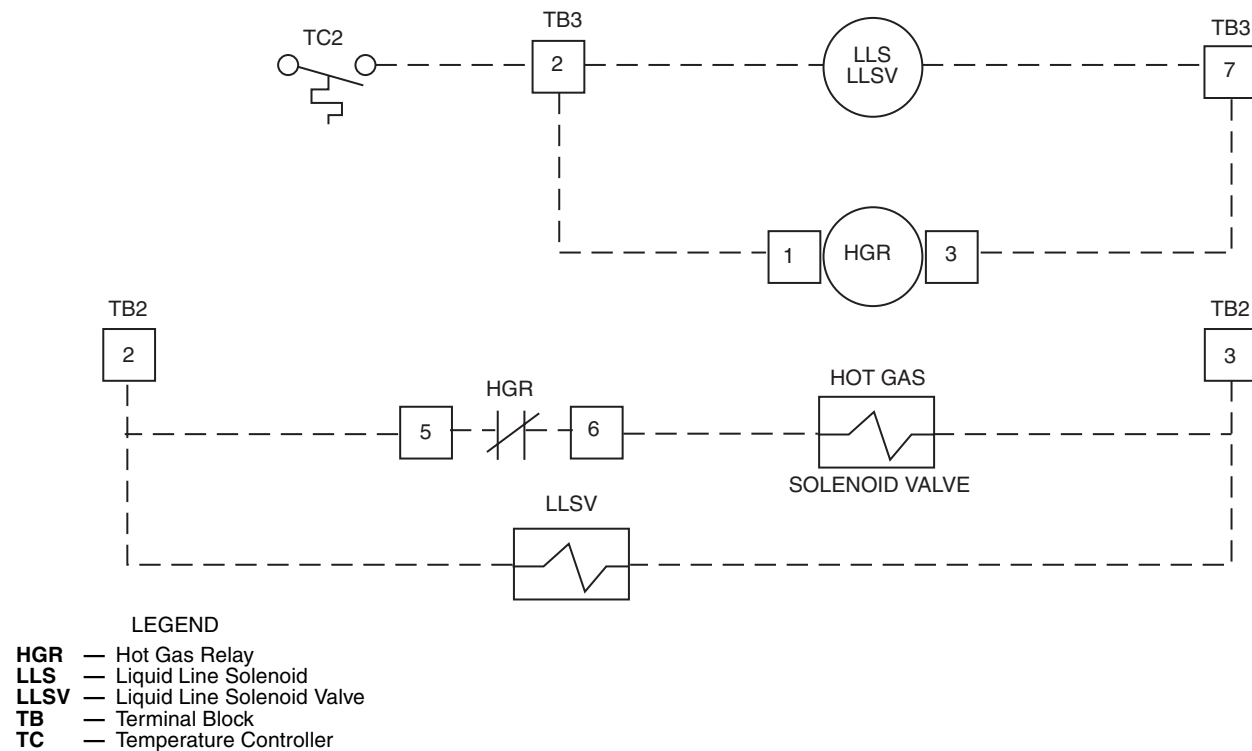 TC2
TB3
TB3
2
LLS
LLSV
7
1
HGR
3
TB2
TB2
2
3
HGR
HOT GAS
5
6
SOLENOID VALVE
LLSV
LEGEND
HGR — Hot Gas Relay
LLS — Liquid Line Solenoid
LLSV — Liquid Line Solenoid Valve
TB — Terminal Block
TC — Temperature Controller